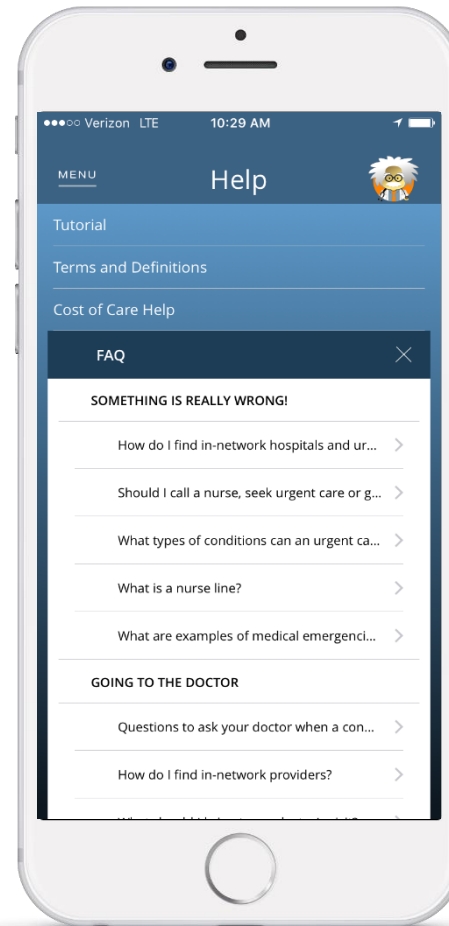 Verizon LTE 10:29 AM
MENU
Help
Tutorial
Terms and Definitions
Cost of Care Help
FAQ
SOMETHING IS REALLY WRONG!
How do I find in-network hospitals and ur...
Should I call a nurse, seek urgent care or g...
What types of conditions can an urgent ca...
What is a nurse line?
What are examples of medical emergenci...
GOING TO THE DOCTOR
Questions to ask your doctor when a con...
How do I find in-network providers?